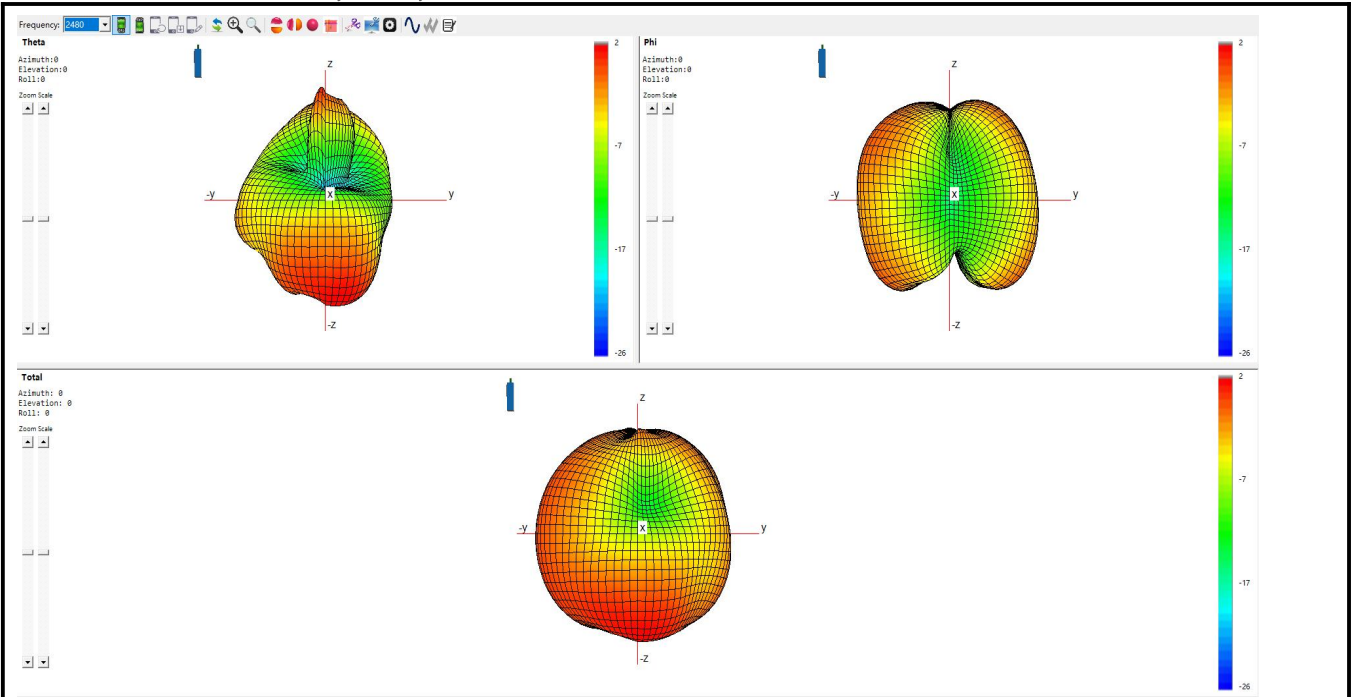 Frequency: 2480
Theta
Azimuth:0
Elevation:0
Roll:0
Zoom Scale
z
-y
X
y
-z
2
-7
-17
-26
Phi
Azimuth:0
Elevation:0
Roll:0
Zoom Scale
z
-y
X
y
-z
2
-7
-17
-26
Total
Azimuth: 0
Elevation: 0
Roll: 0
Zoom Scale
z
-y
X
y
-z
2
-7
-17
-26